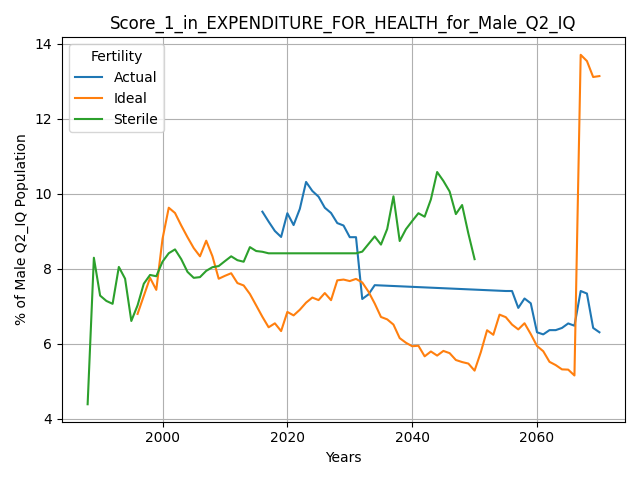 Score_1_in_EXPENDITURE_FOR_HEALTH_for_Male_Q2_IQ
Fertility
Actual
Ideal
Sterile
% of Male Q2_IQ Population
14
12
10
8
6
4
2000 2020 2040 2060
Years